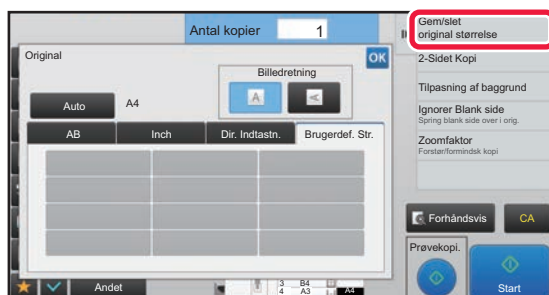 Antal kopier 1
Original
OK
Billedretning
Auto A4
A A
AB Inch Dir. Indtastn. Brugerdef. Str.
Andet
3 B4
4 A3 A4
Gem/slet
original størrelse
2-Sidet Kopi
Tilpasning af baggrund
Ignorer Blank side
Spring blank side over i orig.
Zoomfaktor
Forstør/formindsk kopi
Forhåndsvis CA
Prøvekopi.
Start